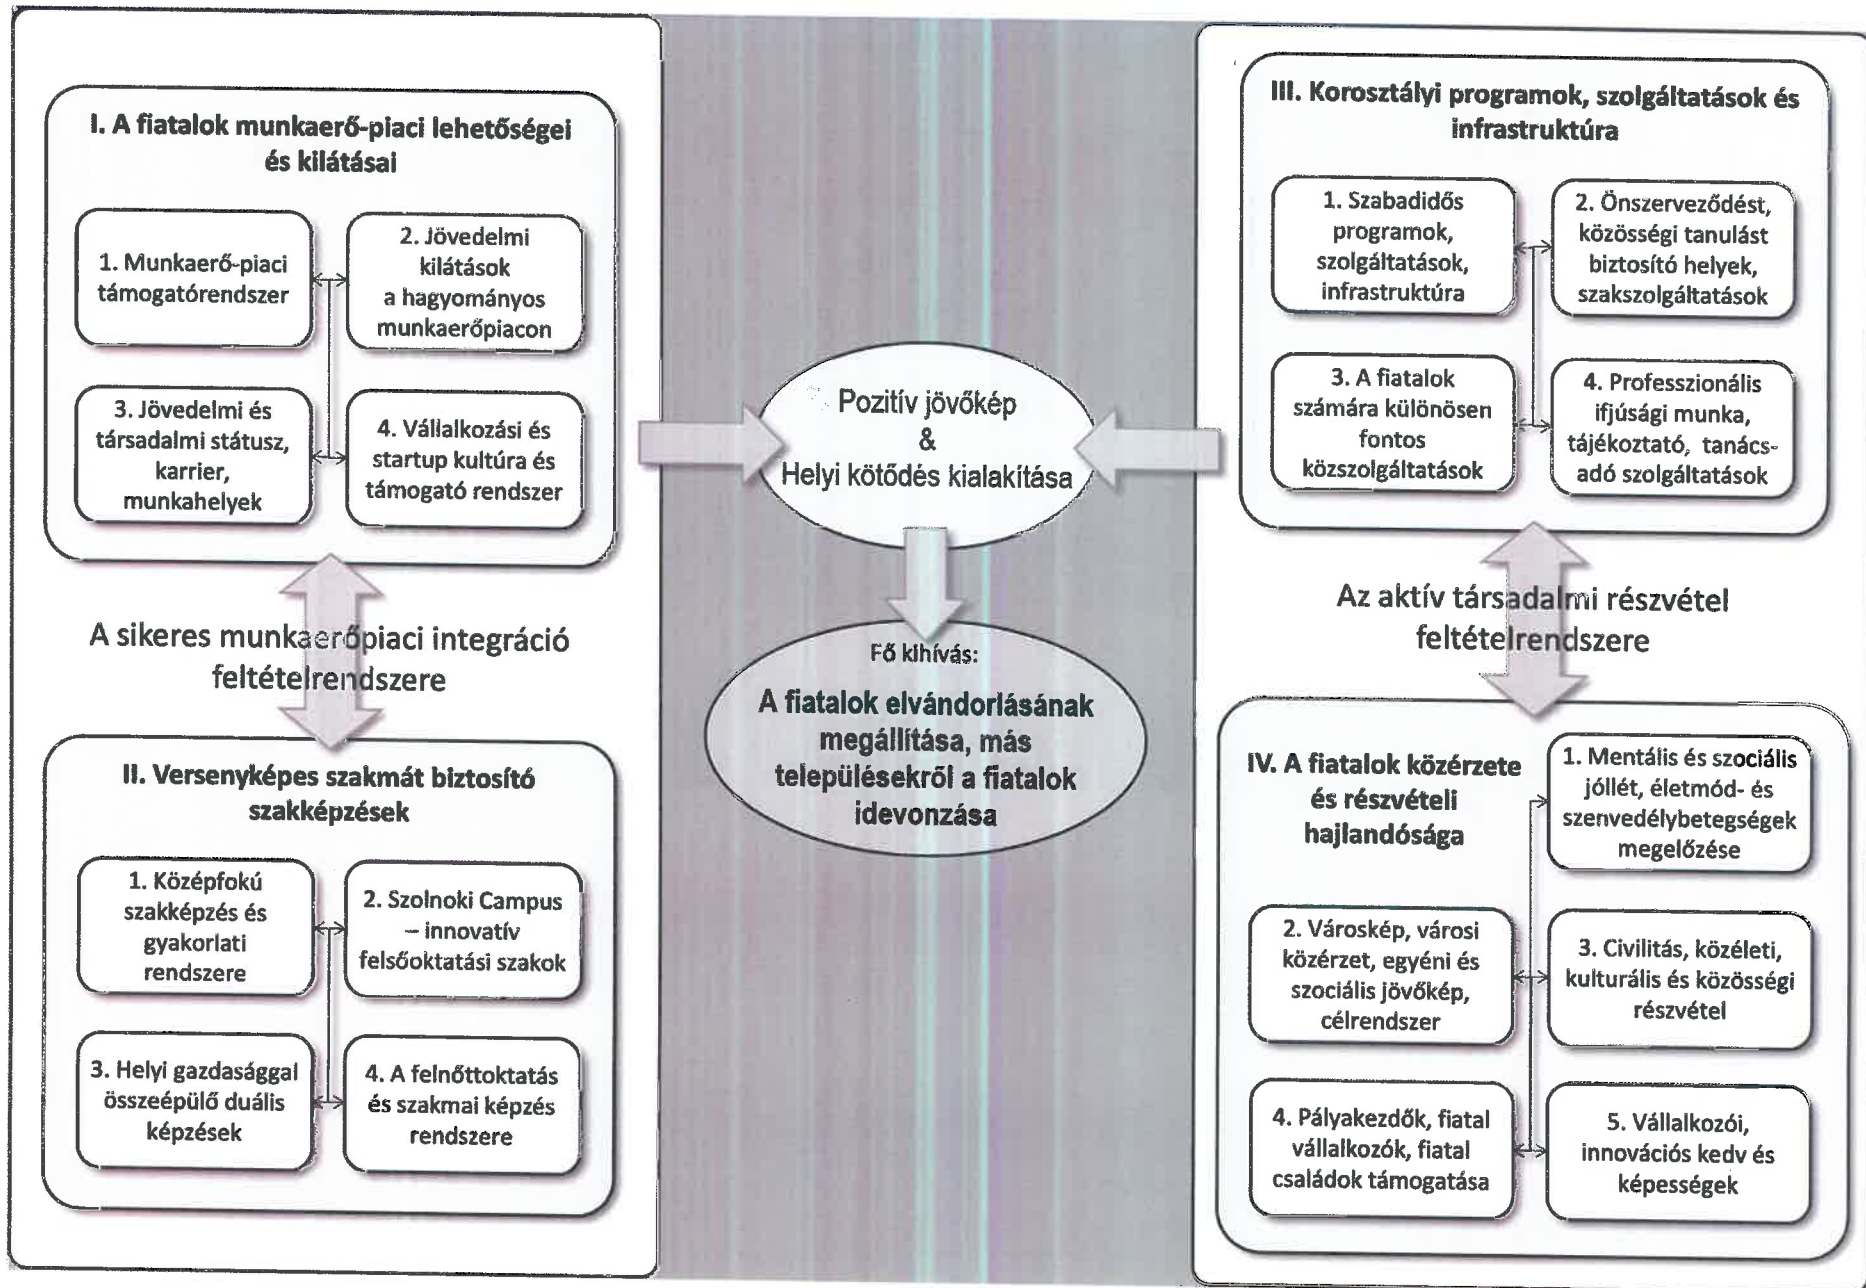 I. A fiatalok munkaerő-piaci lehetőségei
és kilátásai
1. Munkaerő-piaci
támogatórendszer
2. Jövedelmi
kilátások
a hagyományos
munkaerőpiacon
3. Jövedelmi és
társadalmi státusz,
karrier,
munkahelyek
4. Vállalkozási és
startup kultúra és
támogató rendszer
A sikeres munkaerőpiaci integráció
feltételrendszere
II. Versenyképes szakmát biztosító
szakképzések
1. Középfokú
szakképzés és
gyakorlati
rendszere
2. Szolnoki Campus
– innovatív
felsőoktatási szakok
3. Helyi gazdasággal
összeépülő duális
képzések
4. A felnőttoktatás
és szakmai képzés
rendszere
Pozitív jövőkép
&
Helyi kötődés kialakítása
Fő kihívás:
A fiatalok elvándorlásának
megállítása, más
településekről a fiatalok
idevonzása
III. Korosztályi programok, szolgáltatások és
infrastruktúra
1. Szabadidős
programok,
szolgáltatások,
infrastruktúra
2. Önszerveződést,
közösségi tanulást
biztosító helyek,
szakszolgáltatások
3. A fiatalok
számára különösen
fontos
közszolgáltatások
4. Professzionális
ifjúsági munka,
tájékoztató, tanács-
adó szolgáltatások
Az aktív társadalmi részvétel
feltételrendszere
IV. A fiatalok közérzete
és részvételi
hajlandósága
1. Mentális és szociális
jóllét, életmód- és
szenvedélybetegségek
megelőzése
2. Városkép, városi
közérzet, egyéni és
szociális jövőkép,
célrendszer
3. Civilitás, közéleti,
kulturális és közösségi
részvétel
4. Pályakezdők, fiatal
vállalkozók, fiatal
családok támogatása
5. Vállalkozói,
innovációs kedv és
képességek